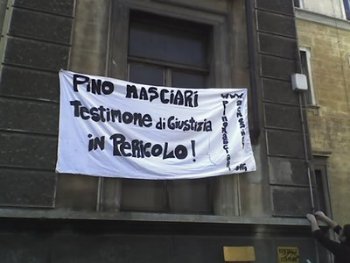 PINO MASCIARI
Testimone di Giustizia
in PERICOLO!